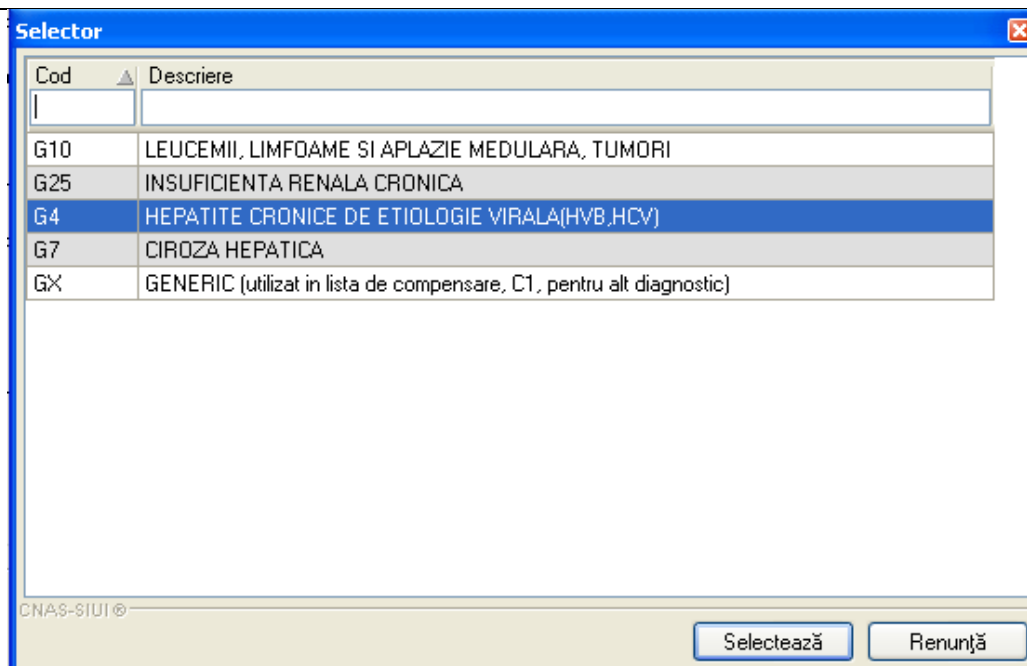 Selector
Cod Descriere
G10 LEUCEMII, LIMFOAME SI APLAZIE MEDULARA, TUMORI
G25 INSUFICIENTA RENALA CRONICA
G4 HEPATITE CRONICE DE ETIOLOGIE VIRALA(HVB,HCV)
G7 CIROZA HEPATICA
GX GENERIC (utilizat in lista de compensare, C1, pentru alt diagnostic)
CNAS-SIUI ®
Selectează Renunţă